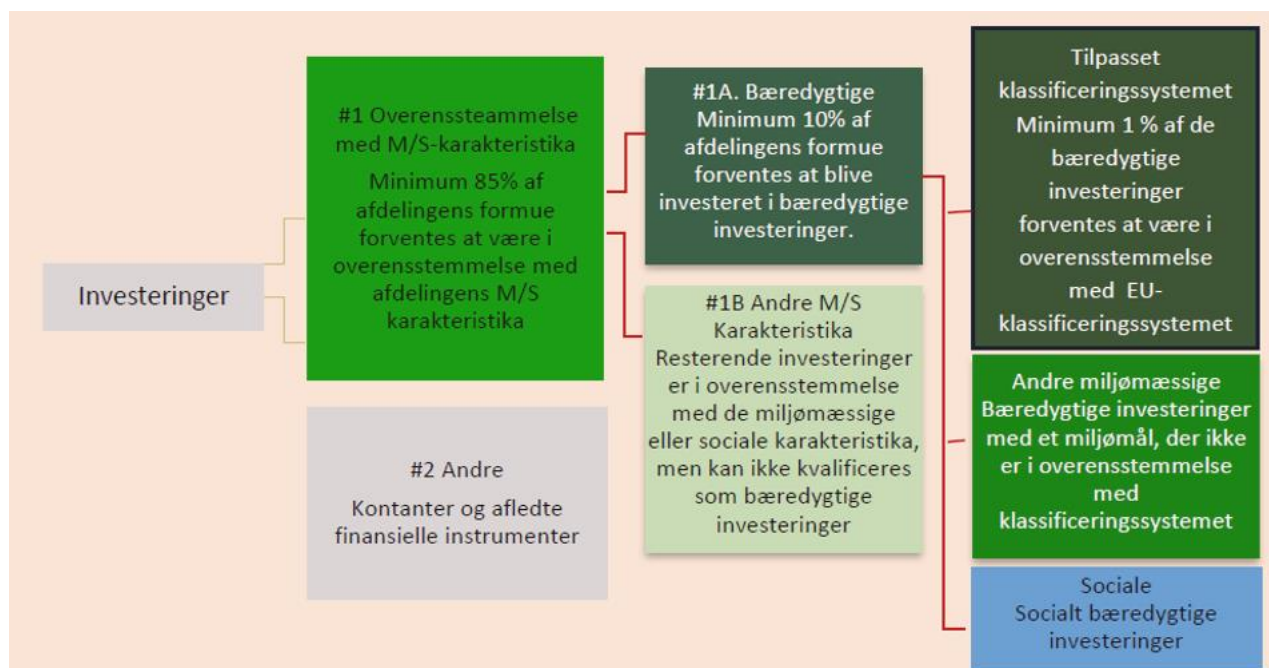 Investeringer
#1 Overenssteammelse
med M/S-karakteristika
Minimum 85% af
afdelingens formue
forventes at være i
overensstemmelse med
afdelingens M/S
karakteristika
#2 Andre
Kontanter og afledte
finansielle instrumenter
#1A. Bæredygtige
Minimum 10% af
afdelingens formue
forventes at blive
investeret i bæredygtige
investeringer.
#1B Andre M/S
Karakteristika
Resterende investeringer
er i overensstemmelse
med de miljømæssige
eller sociale karakteristika,
men kan ikke kvalificeres
som bæredygtige
investeringer
Tilpasset
klassificeringssystemet
Minimum 1 % af de
bæredygtige
investeringer
forventes at være i
overensstemmelse
med EU-
klassificeringssystemet
Andre miljømæssige
Bæredygtige investeringer
med et miljømål, der ikke
er i overensstemmelse
med
klassificeringssystemet
Sociale
Socialt bæredygtige
investeringer